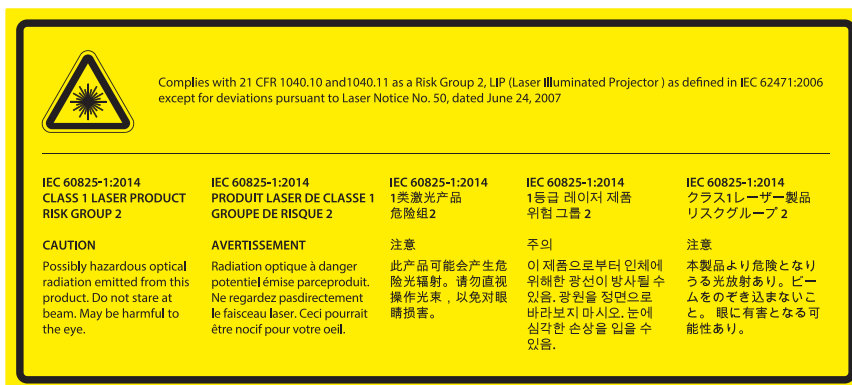 Complies with 21 CFR 1040.10 and1040.11 as a Risk Group 2, LIP (Laser Illuminated Projector ) as defined in IEC 62471:2006
except for deviations pursuant to Laser Notice No. 50, dated June 24, 2007
IEC 60825-1:2014
CLASS 1 LASER PRODUCT
RISK GROUP 2
CAUTION
Possibly hazardous optical
radiation emitted from this
product. Do not stare at
beam. May be harmful to
the eye.
IEC 60825-1:2014
PRODUIT LASER DE CLASSE 1
GROUPE DE RISQUE 2
AVERTISSEMENT
Radiation optique à danger
potentiel émise parceproduit.
Ne regardez pasdirectement
le faisceau laser. Ceci pourrait
être nocif pour votre oeil.
IEC 60825-1:2014
1类激光产品
危险组2
注意
此产品可能会产生危
险光辐射。请勿直视
操作光束，以免对眼
睛损害。
IEC 60825-1:2014
1등급 레이저 제품
위험 그룹 2
주의
이 제품으로부터 인체에
위해한 광선이 방사될 수
있음. 광원을 정면으로
바라보지 마시오. 눈에
심각한 손상을 입을 수
있음.
IEC 60825-1:2014
クラス1レーザー製品
リスクグループ 2
注意
本製品より危険となり
うる光放射あり。ビー
ムをのぞき込まないこ
と。 眼に有害となる可
能性あり。